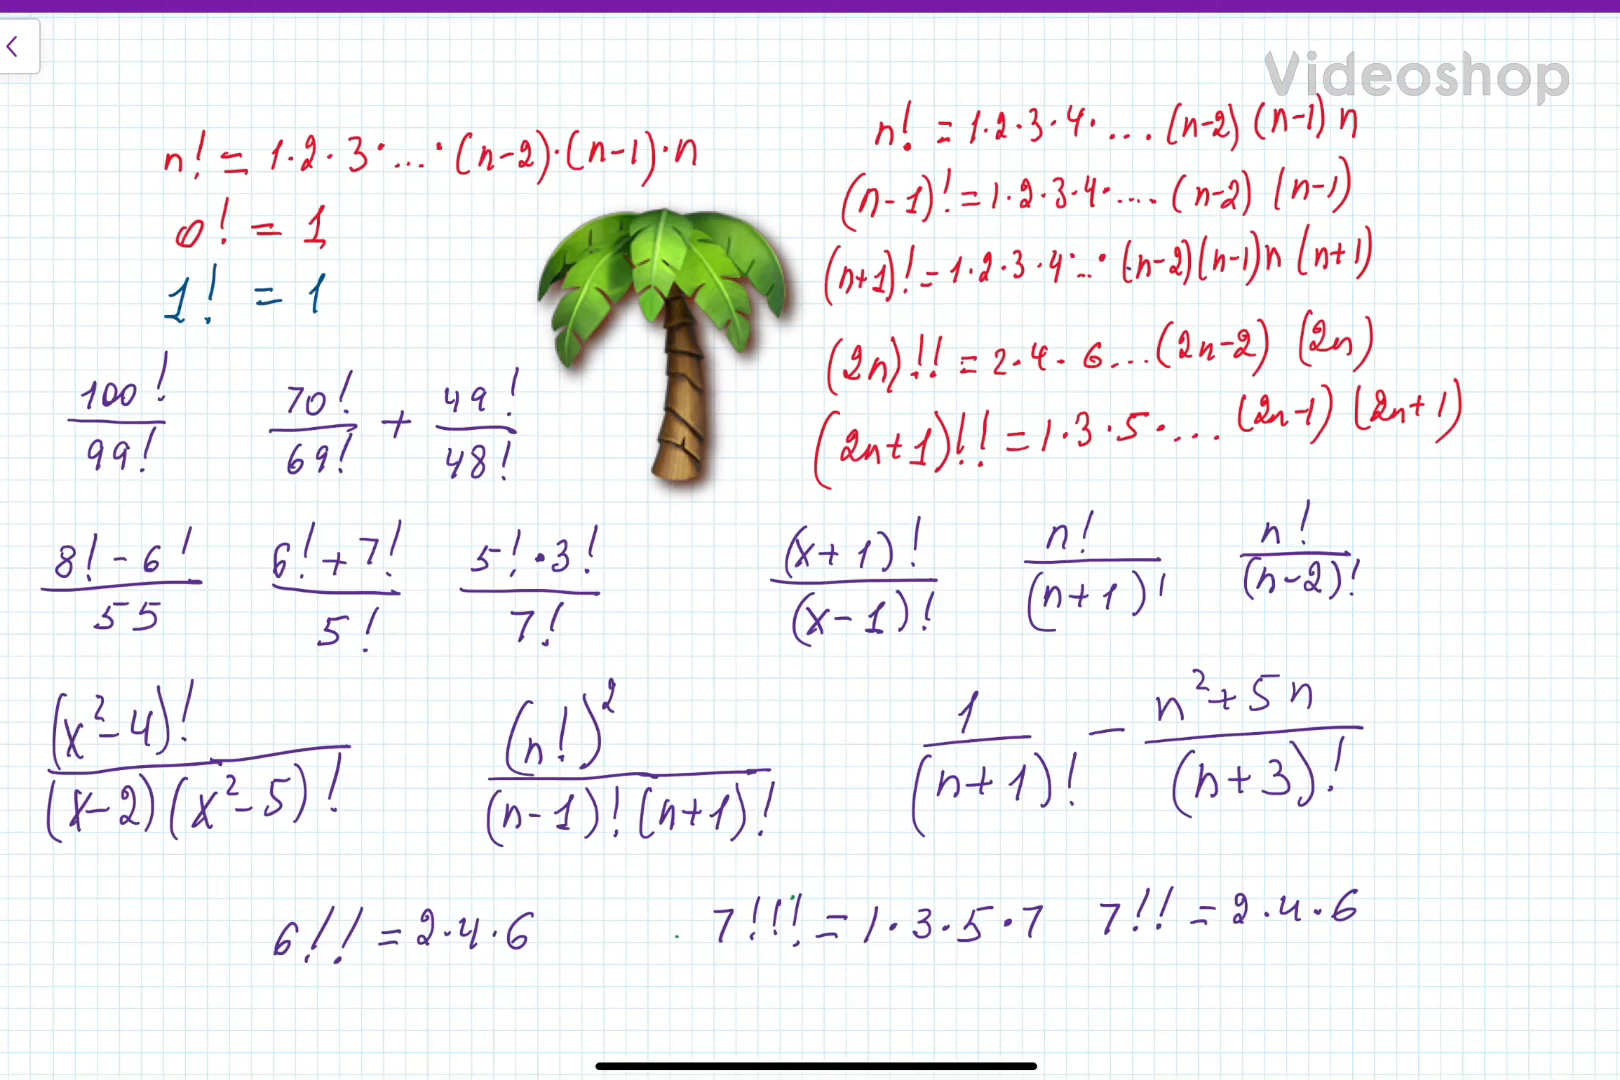 Videoshop
n! = 1·2·3·...·(n-2)·(n-1)·n
0! = 1
1! = 1
n! = 1·2·3·4·...(n-2)(n-1)n
(n-1)! = 1·2·3·4·....(n-2)(n-1)
(n+1)! = 1·2·3·4·...·(n-2)(n-1)n(n+1)
(2n)!! = 2·4·6...(2n-2)(2n)
(2n+1)!! = 1·3·5·...(2n-1)(2n+1)
100!/99! 70!/69! + 49!/48!
(8!-6!)/55 (6!+7!)/5! (5!·3!)/7! (x+1)!/(x-1)! n!/(n+1)! n!/(n-2)!
(x²-4)!/(x-2)(x²-5)! (n!)²/(n-1)!(n+1)! 1/(n+1)! - (n²+5n)/(n+3)!
6!! = 2·4·6 7!!! = 1·3·5·7 7!! = 2·4·6